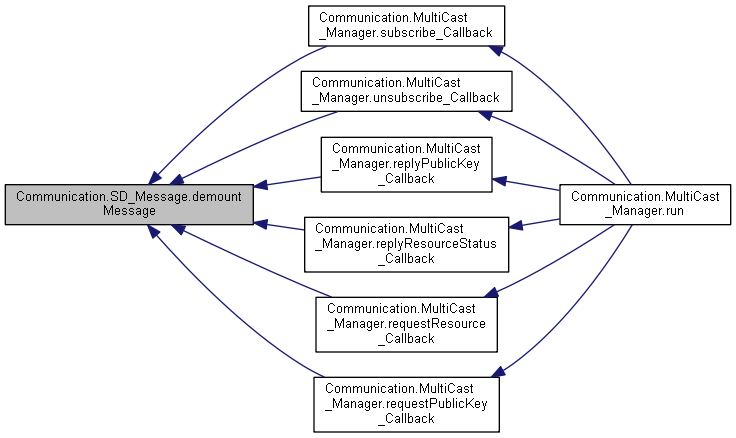 Communication.MultiCast
_Manager.subscribe_Callback
Communication.MultiCast
_Manager.unsubscribe_Callback
Communication.MultiCast
_Manager.replyPublicKey
_Callback
Communication.SD_Message.demount
Message
Communication.MultiCast
_Manager.run
Communication.MultiCast
_Manager.replyResourceStatus
_Callback
Communication.MultiCast
_Manager.requestResource
_Callback
Communication.MultiCast
_Manager.requestPublicKey
_Callback